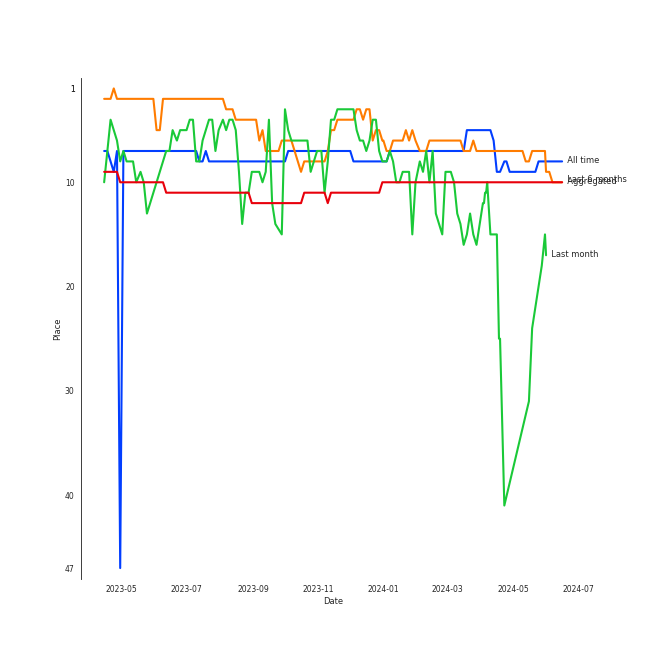 1
10
20
30
40
47
Place
All time
Last 6 months
Aggregated
Last month
2023-05
2023-07
2023-09
2023-11
2024-01
2024-03
2024-05
2024-07
Date